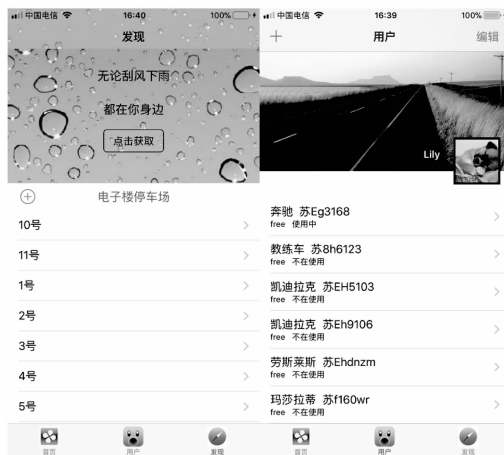 中国电信 16:40 100%
发现
无论刮风下雨
都在你身边
点击获取
电子楼停车场
10号
11号
1号
2号
3号
4号
5号
首页 用户 发现
中国电信 16:39 100%
用户 编辑
Lily
奔驰 苏Eg3168
free 使用中
教练车 苏8h6123
free 不在使用
凯迪拉克 苏EH5103
free 不在使用
凯迪拉克 苏Eh9106
free 不在使用
劳斯莱斯 苏Ehdnzm
free 不在使用
玛莎拉蒂 苏f160wr
free 不在使用
首页 用户 发现